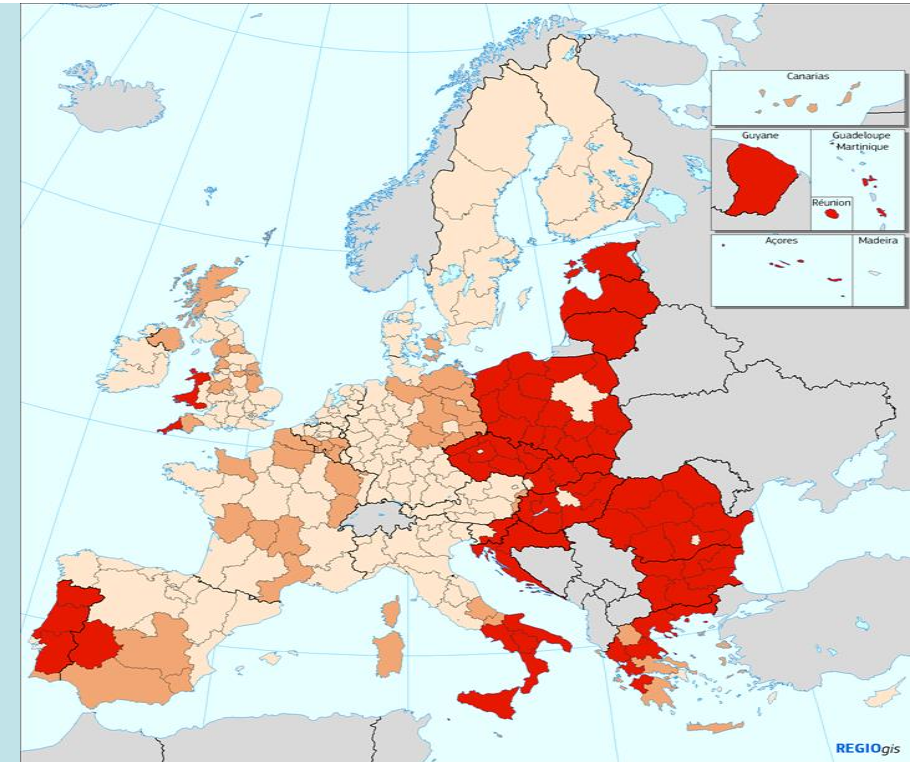 Canarias
Guyane
Guadeloupe
Martinique
Réunion
Açores
Madeira
REGIOgis